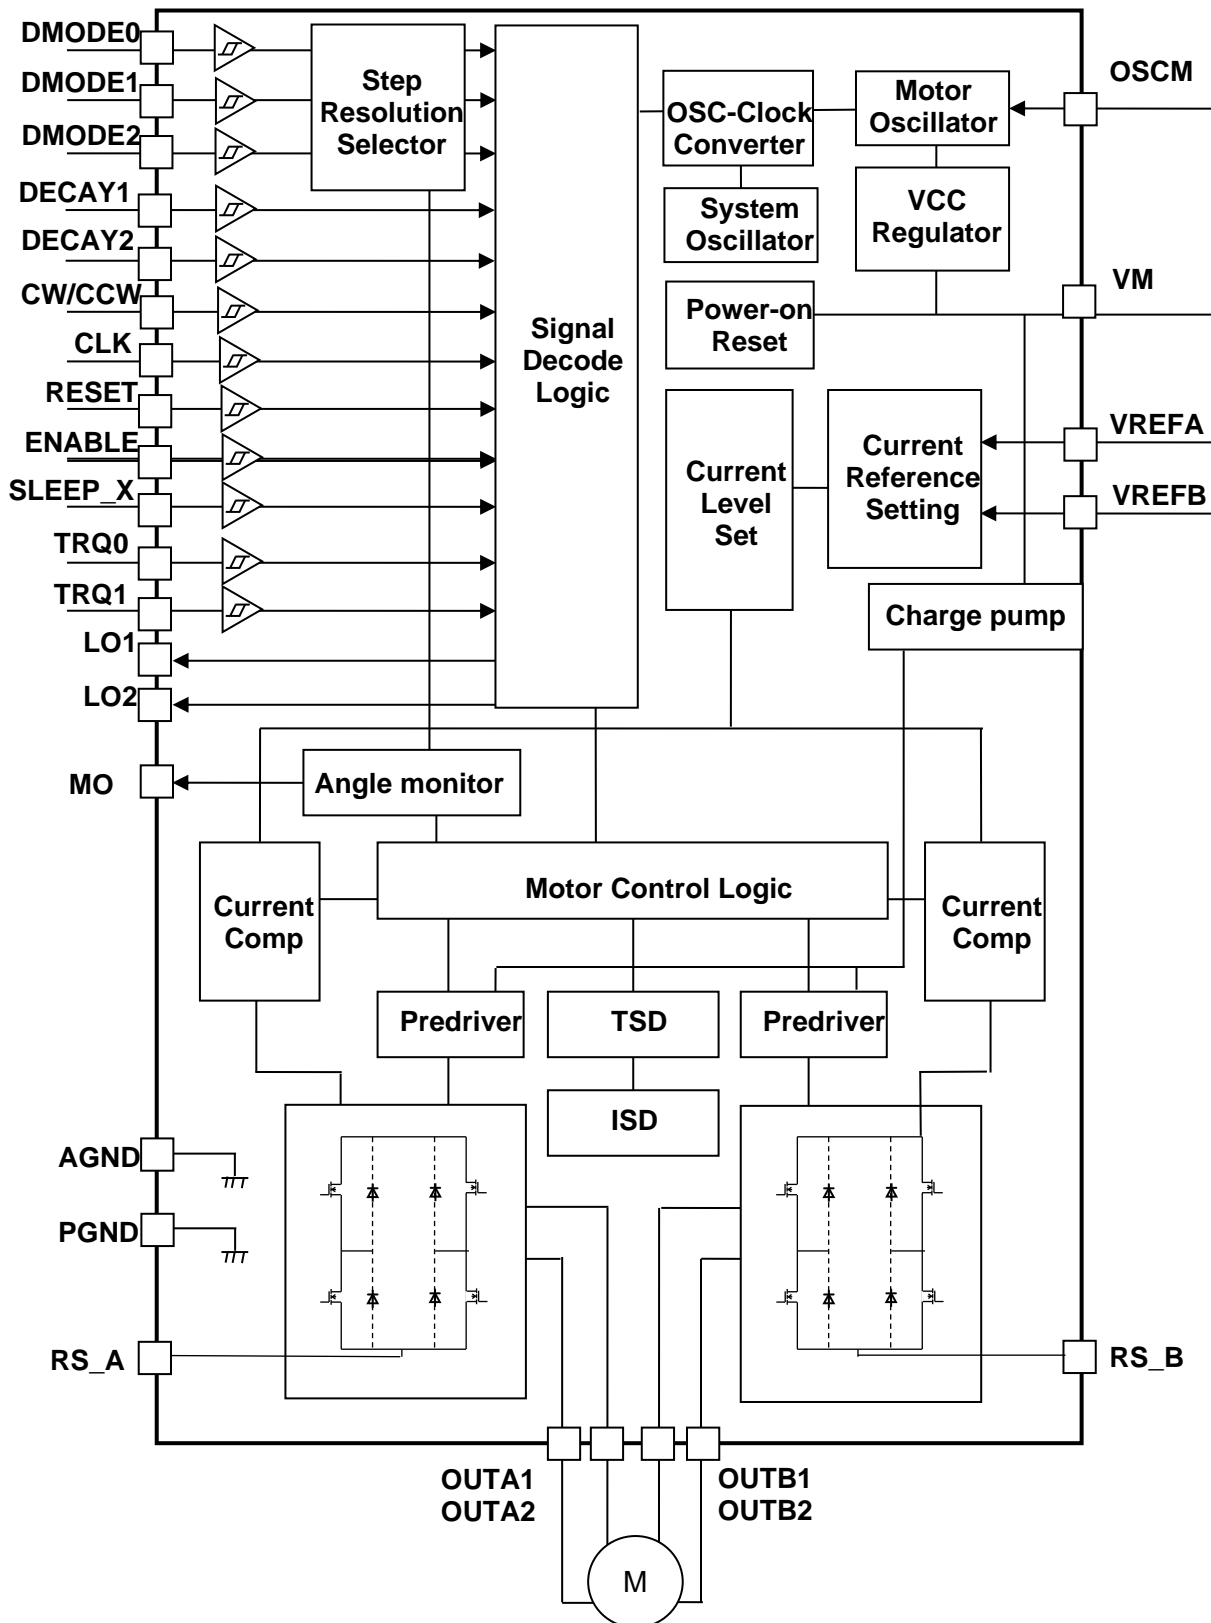 DMODE0
DMODE1
DMODE2
DECAY1
DECAY2
CW/CCW
CLK
RESET
ENABLE
SLEEP_X
TRQ0
TRQ1
LO1
LO2
MO
AGND
PGND
RS_A
Step
Resolution
Selector
Signal
Decode
Logic
OSC-Clock
Converter
Motor
Oscillator
System
Oscillator
VCC
Regulator
Power-on
Reset
Current
Level
Set
Current
Reference
Setting
Charge pump
OSCM
VM
VREFA
VREFB
Angle monitor
Motor Control Logic
Current
Comp
Current
Comp
Predriver
TSD
Predriver
ISD
RS_B
OUTA1
OUTA2
OUTB1
OUTB2
M